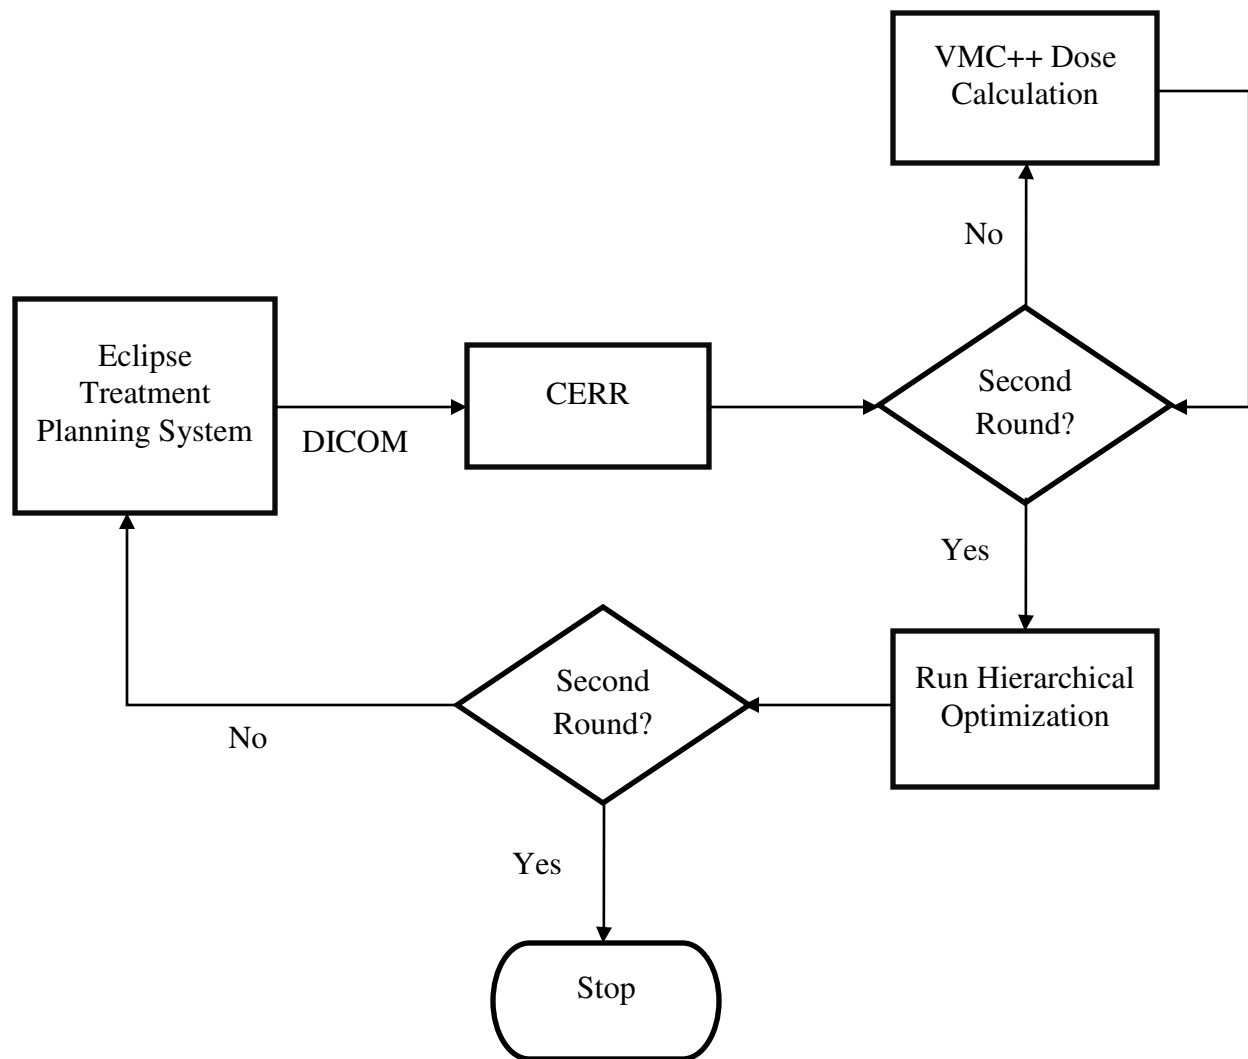 VMC++ Dose
Calculation
No
Eclipse
Treatment
Planning System
DICOM
CERR
Second
Round?
Yes
Run Hierarchical
Optimization
Second
Round?
No
Yes
Stop